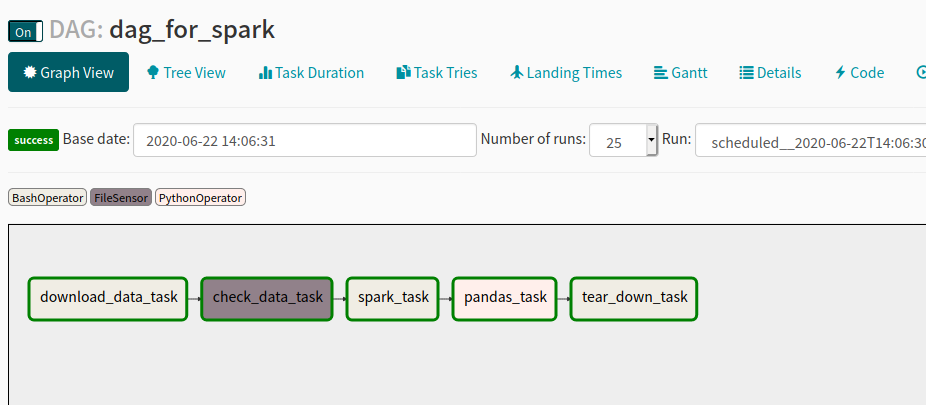 On DAG: dag_for_spark
Graph View Tree View Task Duration Task Tries Landing Times Gantt Details Code
success Base date: 2020-06-22 14:06:31 Number of runs: 25 Run: scheduled__2020-06-22T14:06:30
BashOperator FileSensor PythonOperator
download_data_task check_data_task spark_task pandas_task tear_down_task